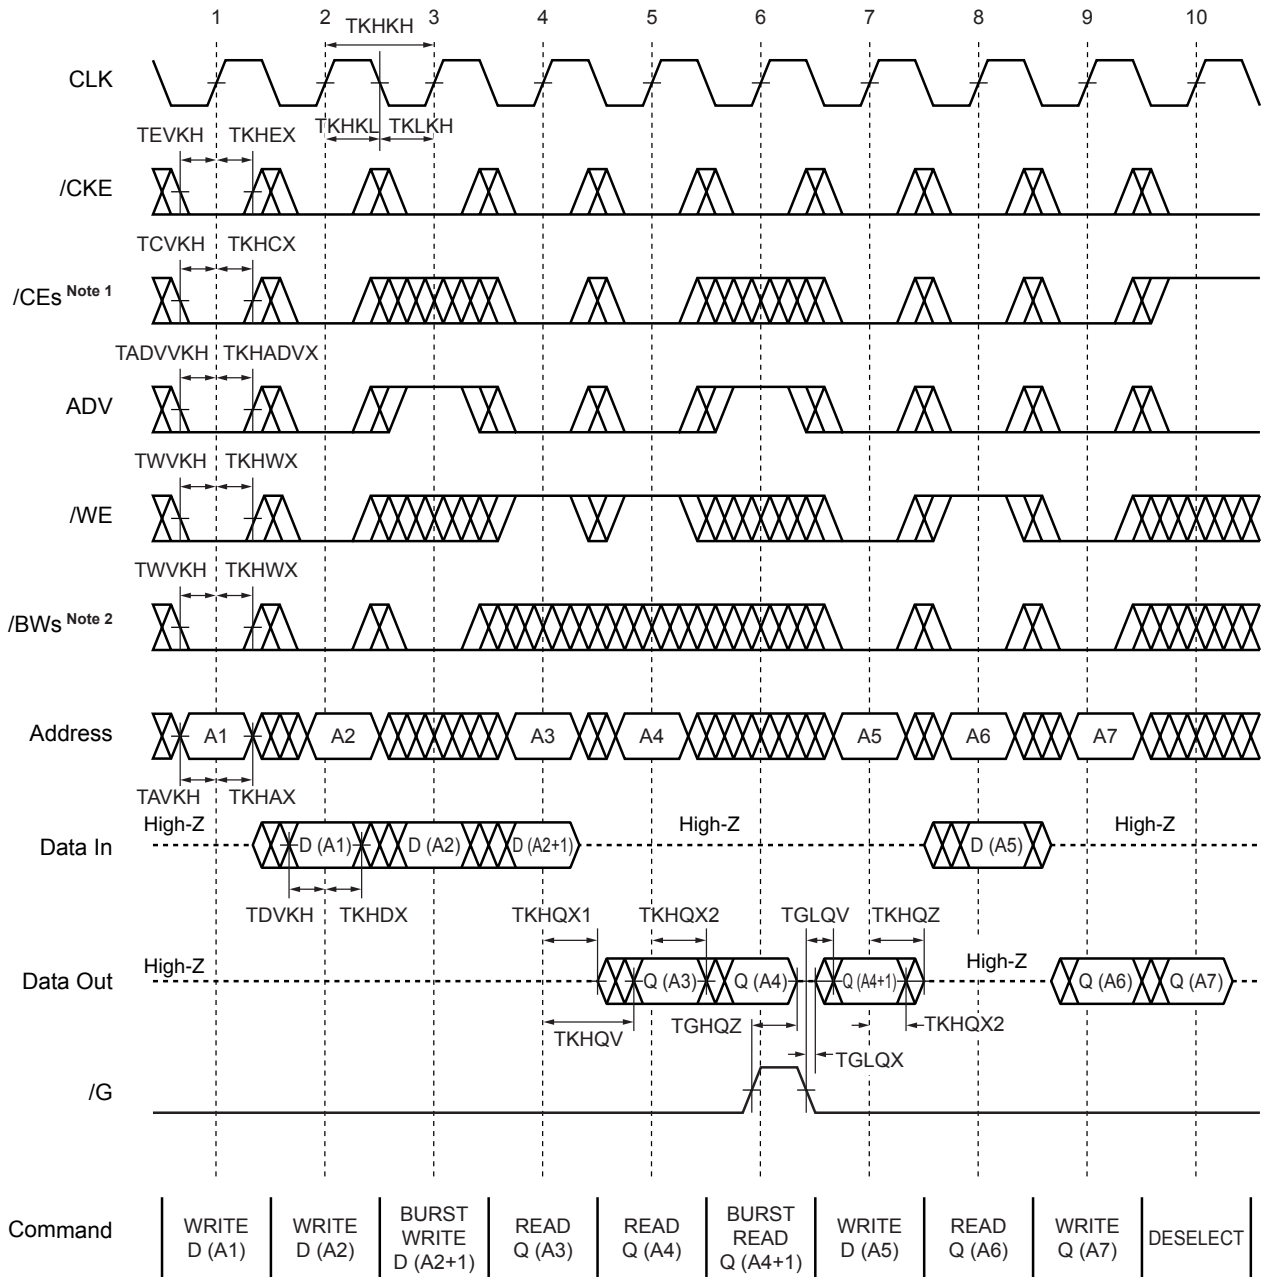 1 2 3 4 5 6 7 8 9 10
TKHKH
CLK
TKHKL TKLKH
TEVKH TKHEX
/CKE
TCVKH TKHCX
/CEs Note 1
TADVVKH TKHADVX
ADV
TWVKH TKHWX
/WE
TWVKH TKHWX
/BWs Note 2
Address A1 A2 A3 A4 A5 A6 A7
TAVKH TKHAX
High-Z High-Z High-Z
Data In D (A1) D (A2) D (A2+1) D (A5)
TDVKH TKHDX TKHQX1 TKHQX2 TGLQV TKHQZ
High-Z High-Z
Data Out Q (A3) Q (A4) Q (A4+1) Q (A6) Q (A7)
TKHQV TGHQZ TKHQX2
TGLQX
/G
Command
WRITE
D (A1)
WRITE
D (A2)
BURST
WRITE
D (A2+1)
READ
Q (A3)
READ
Q (A4)
BURST
READ
Q (A4+1)
WRITE
D (A5)
READ
Q (A6)
WRITE
Q (A7)
DESELECT